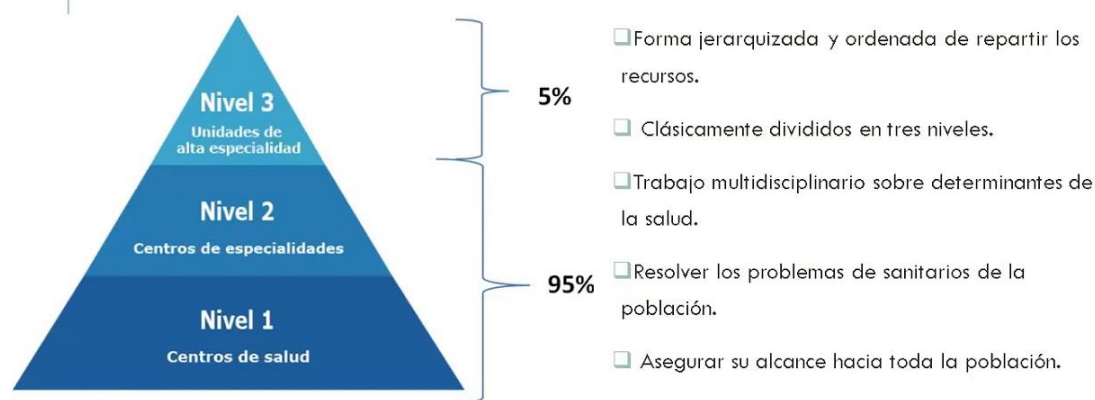 Nivel 3
Unidades de
alta especialidad
Nivel 2
Centros de especialidades
Nivel 1
Centros de salud
5%
95%
Forma jerarquizada y ordenada de repartir los
recursos.
Clásicamente divididos en tres niveles.
Trabajo multidisciplinario sobre determinantes de
la salud.
Resolver los problemas de sanitarios de la
población.
Asegurar su alcance hacia toda la población.